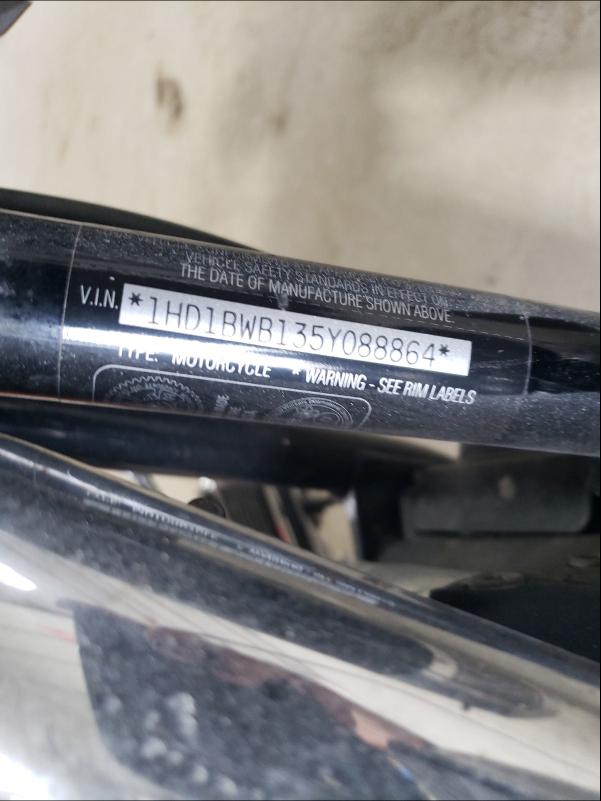 VEHICLE SAFETY STANDARDS IN EFFECT ON
THE DATE OF MANUFACTURE SHOWN ABOVE.
V.I.N. *1HD1BWB135Y088864*
TYPE: MOTORCYCLE * WARNING - SEE RIM LABELS